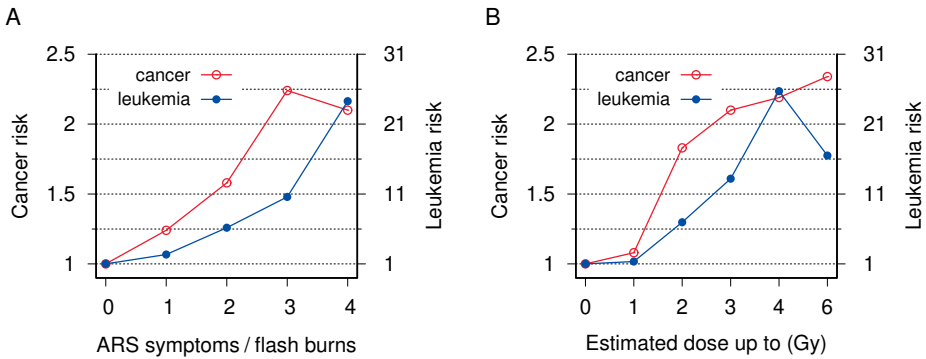 A
2.5
2
1.5
1
Cancer risk
31
21
11
1
Leukemia risk
cancer
leukemia
0 1 2 3 4
ARS symptoms / flash burns
B
2.5
2
1.5
1
Cancer risk
31
21
11
1
Leukemia risk
cancer
leukemia
0 1 2 3 4 6
Estimated dose up to (Gy)